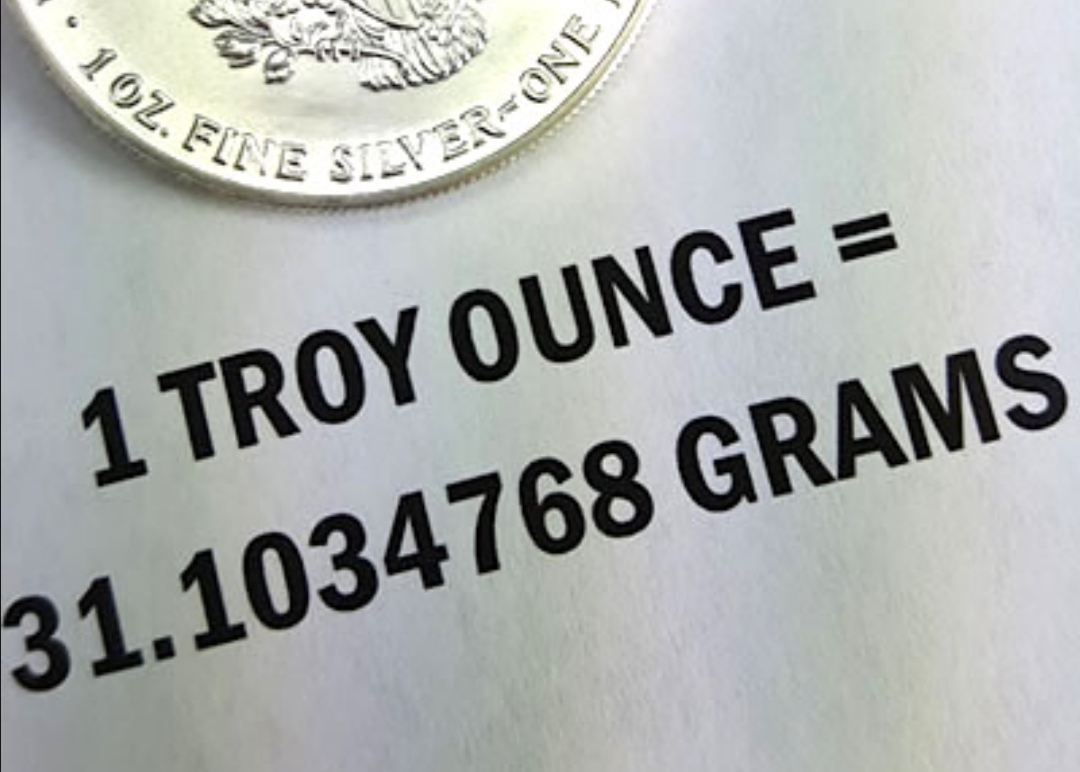 1 OZ. FINE SILVER~ONE
1 TROY OUNCE =
31.1034768 GRAMS